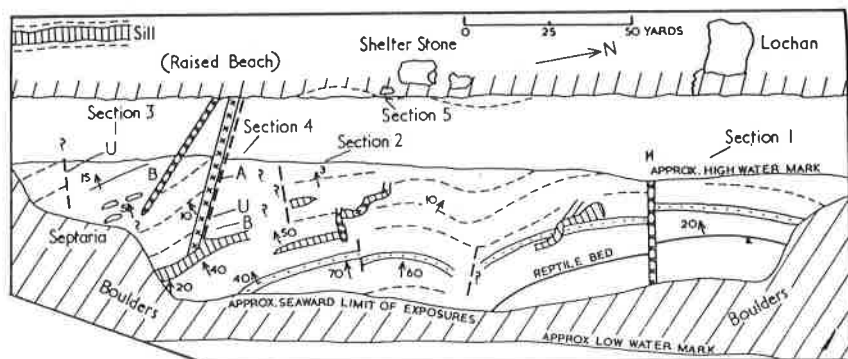 0 25 50 YARDS
Sill
(Raised Beach)
Shelter Stone
N
Lochan
Section 3
Section 5
Section 4
Section 2
Section 1
U
H
APPROX. HIGH WATER MARK
?
B
A
?
?
3
15
5
10
10
U
?
?
B
50
20
Septaria
?
40
20
40
70
60
REPTILE BED
Boulders
APPROX. SEAWARD LIMIT OF EXPOSURES
Boulders
APPROX LOW WATER MARK